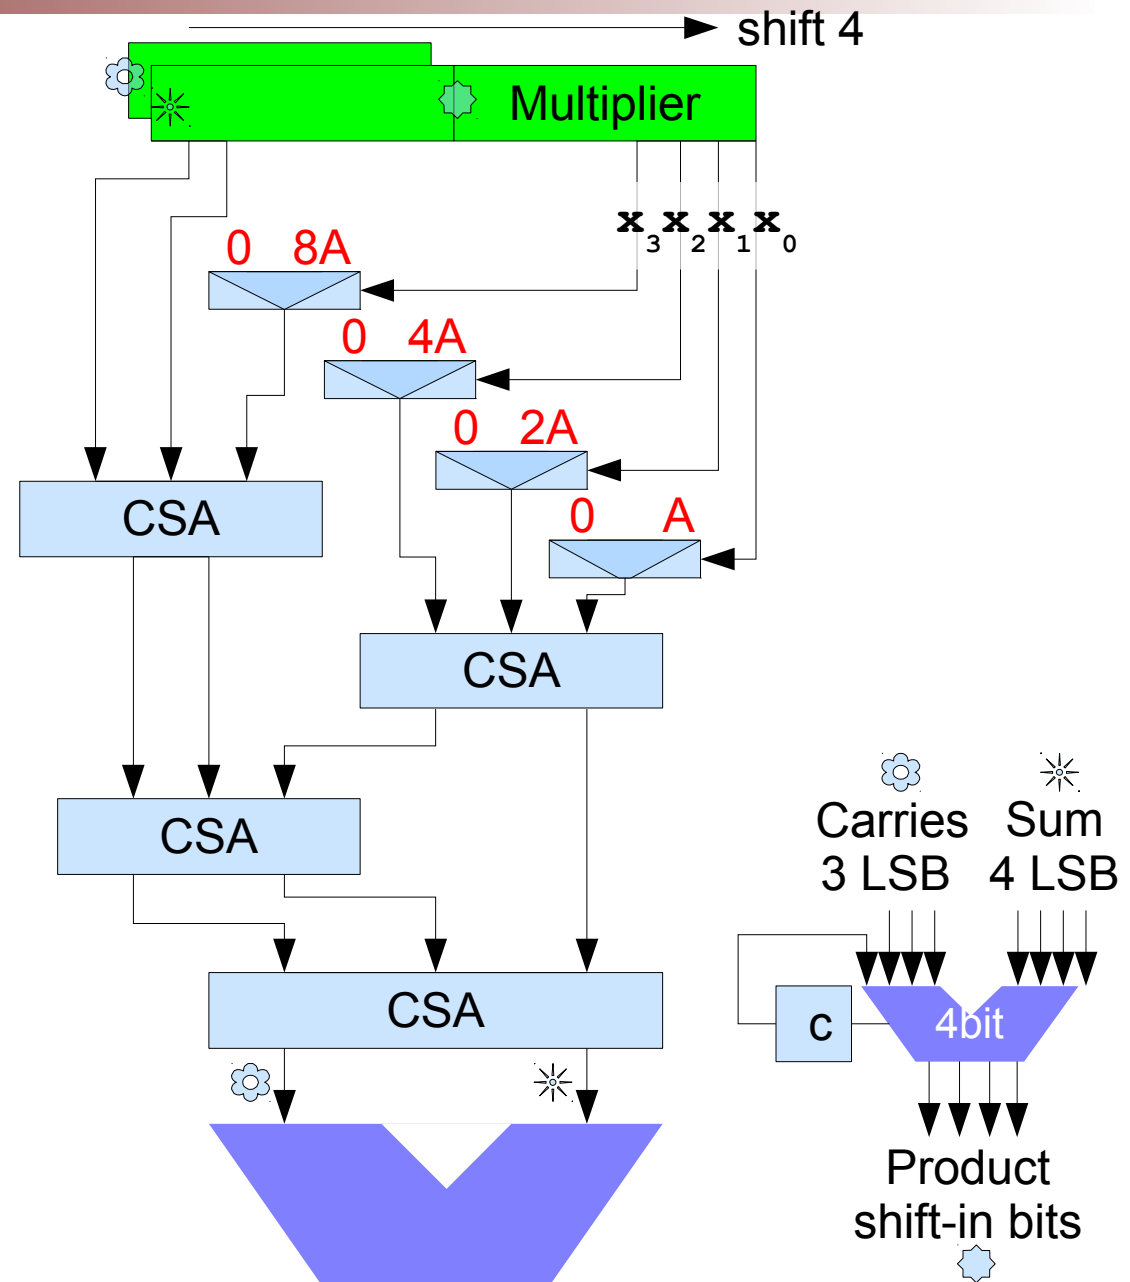 shift 4
Multiplier
x3 x2 x1 x0
0 8A
0 4A
0 2A
0 A
CSA
CSA
CSA
CSA
Carries Sum
3 LSB 4 LSB
c
4bit
Product
shift-in bits